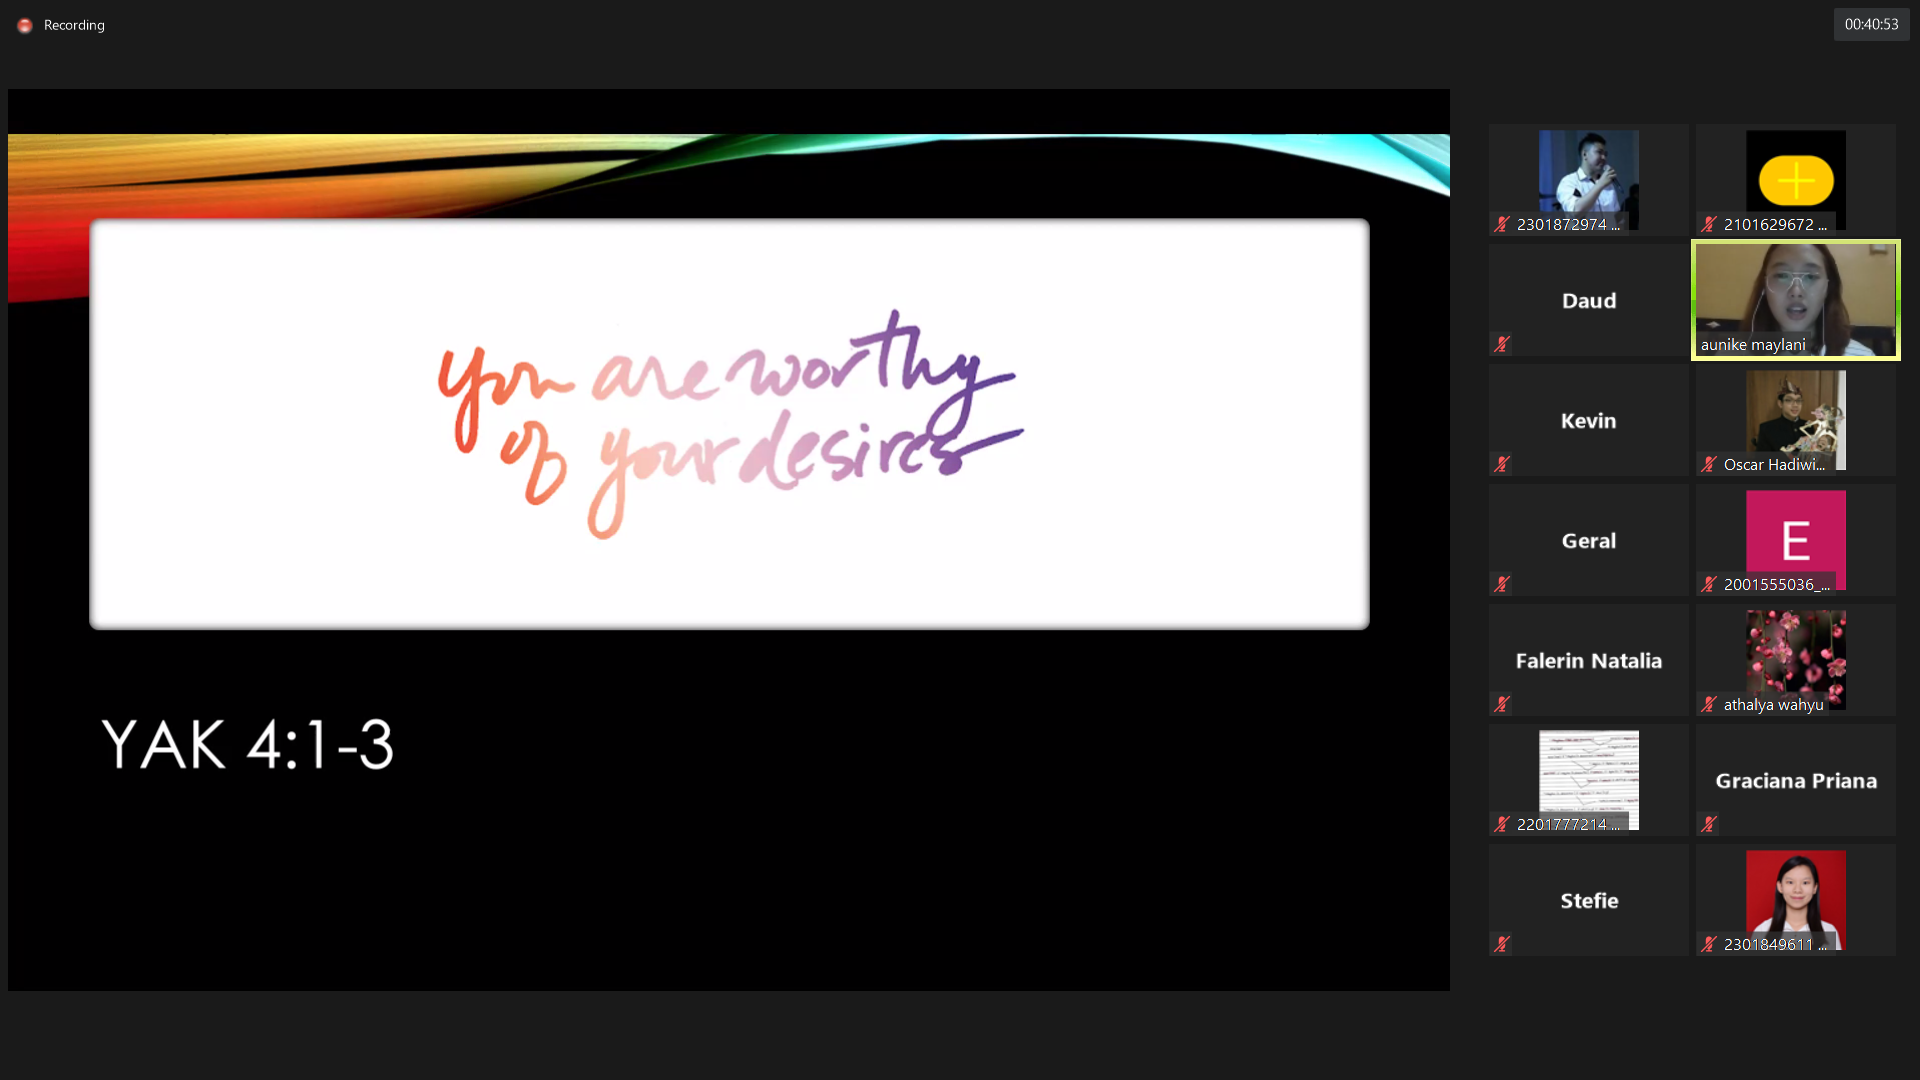 Recording
00:40:53
you are worthy
of your desires
YAK 4:1-3
2301872974 ...
2101629672 ...
Daud
aunike maylani
Kevin
Oscar Hadiwi...
Geral
E
2001555036_...
Falerin Natalia
athalya wahyu
2201777214 ...
Graciana Priana
Stefie
2301849611 ...